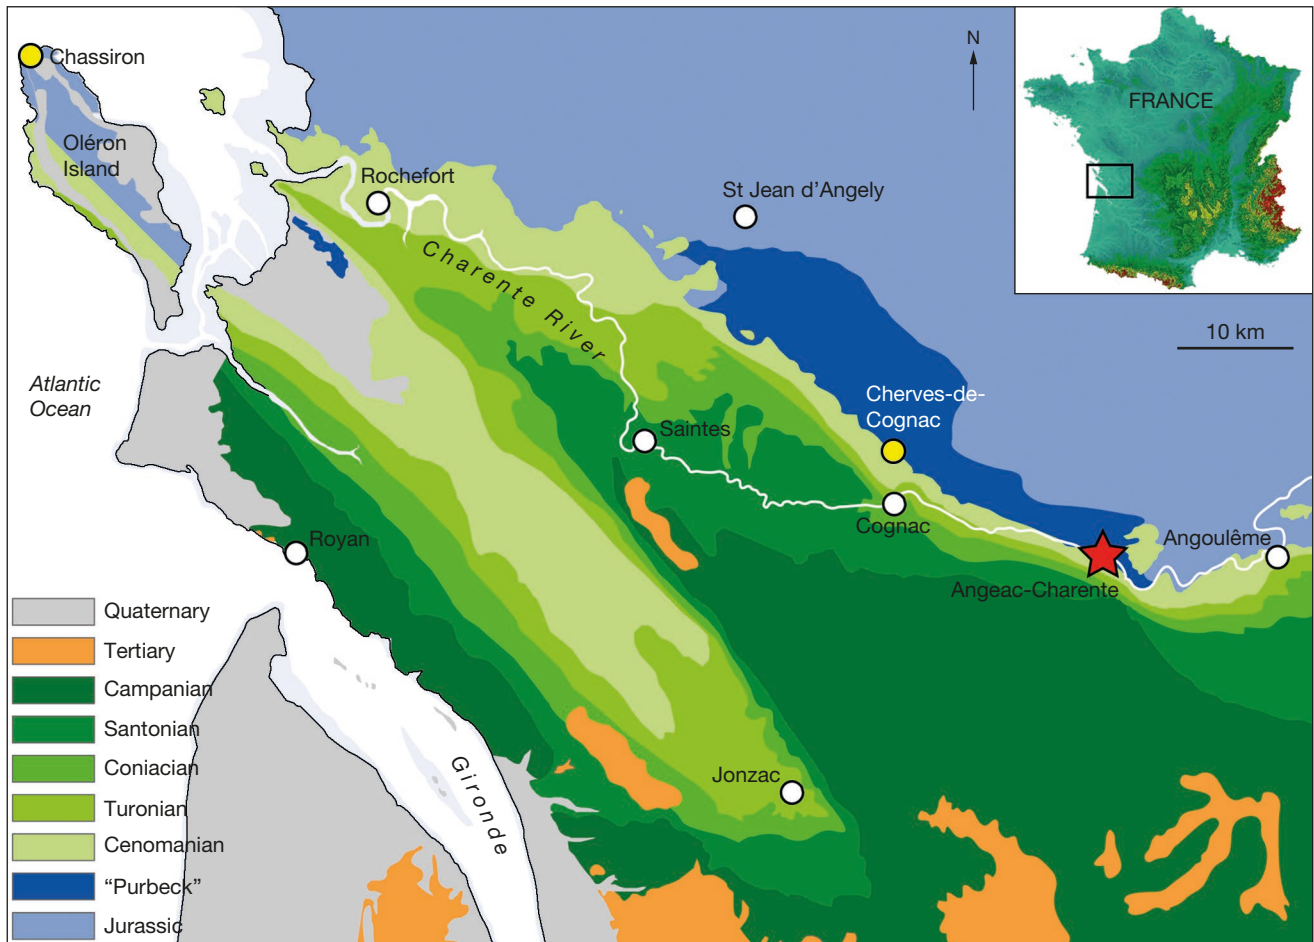 Chassiron
Oléron
Island
Rochefort
St Jean d'Angely
N
FRANCE
10 km
Charente River
Atlantic
Ocean
Cherves-de-
Cognac
Saintes
Cognac
Royan
Angoulême
Angeac-Charente
Jonzac
Gironde
Quaternary
Tertiary
Campanian
Santonian
Coniacian
Turonian
Cenomanian
“Purbeck”
Jurassic